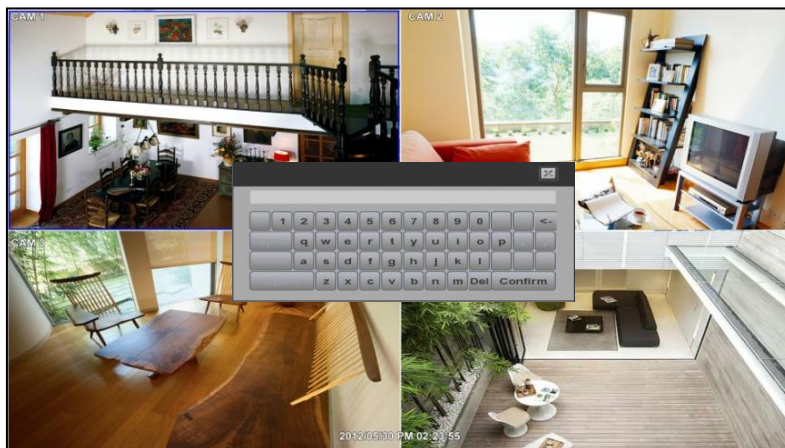 CAM 1
CAM 2
1 2 3 4 5 6 7 8 9 0 <-
q w e r t y u i o p
a s d f g h j k l
z x c v b n m Del Confirm
CAM 3
2012/05/30 PM 02:23:55